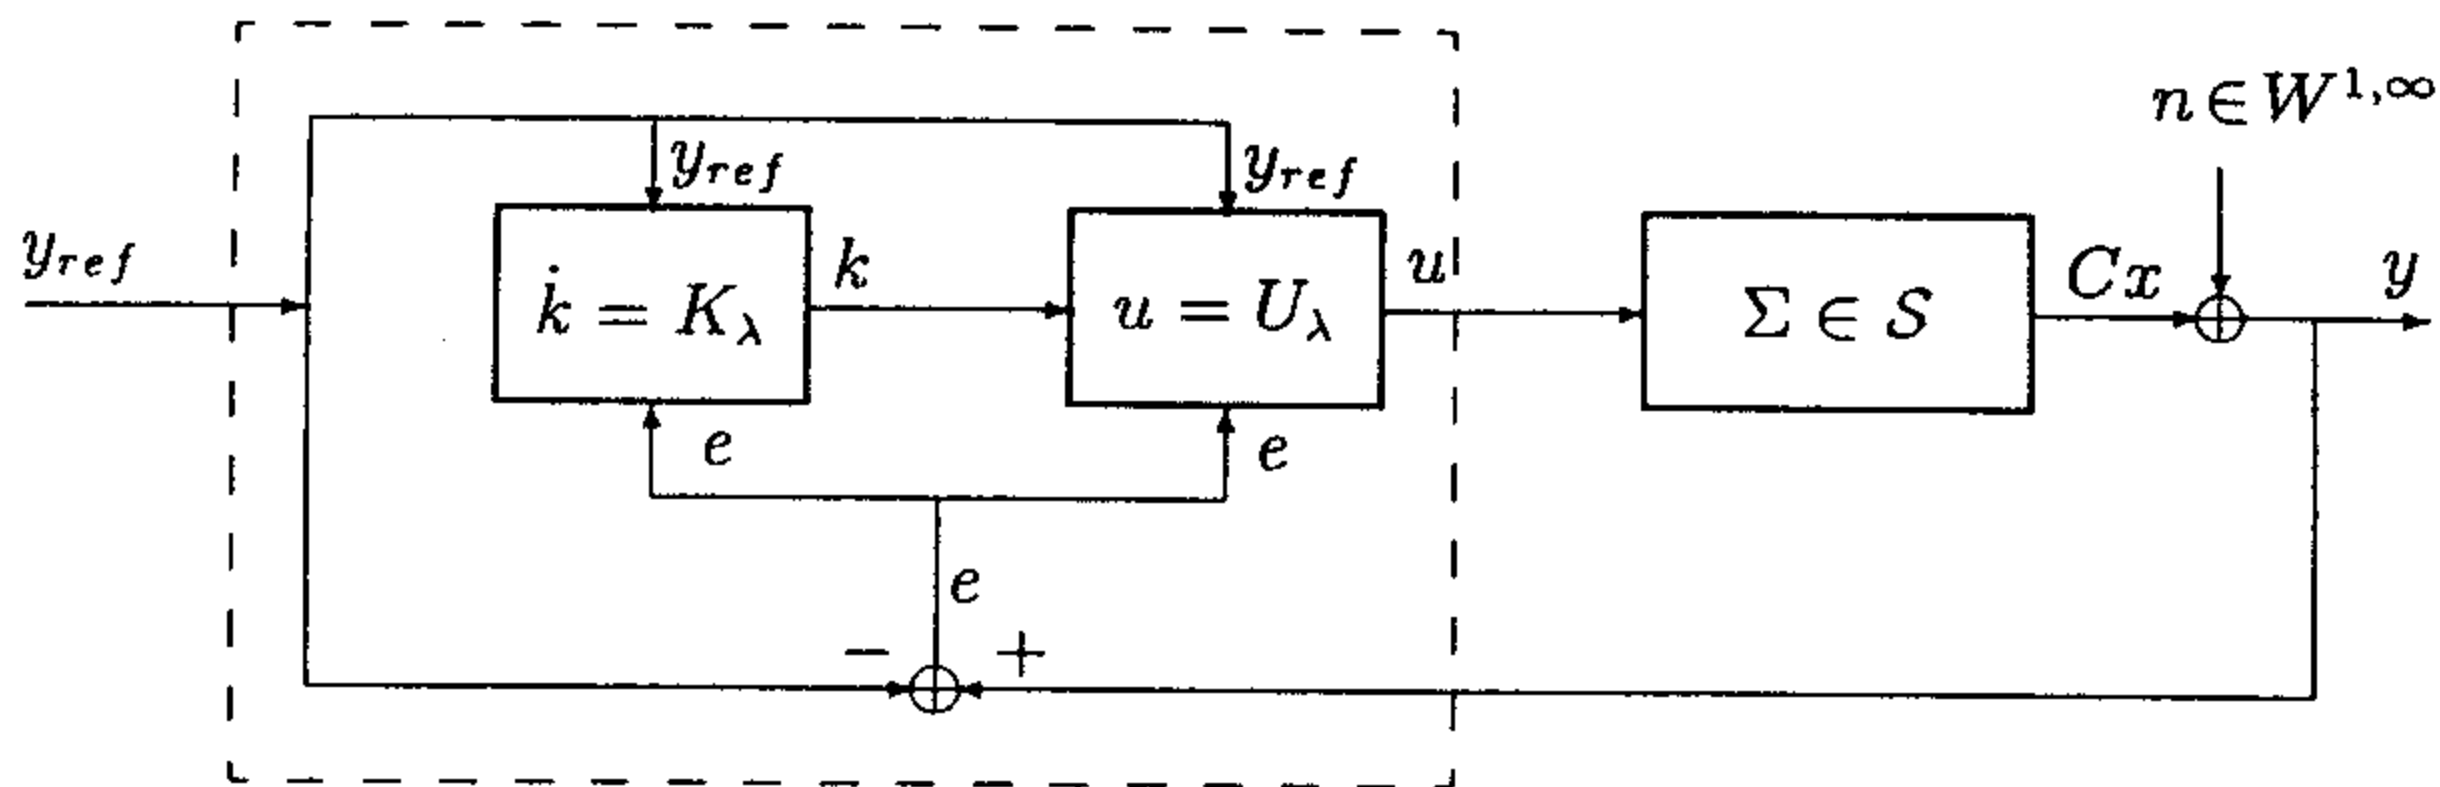 n ∈ W^{1,∞}
y_{ref}
y_{ref}
y_{ref}
k̇ = K_λ
k
u = U_λ
u
Σ ∈ S
Cx
y
e
e
e
− +